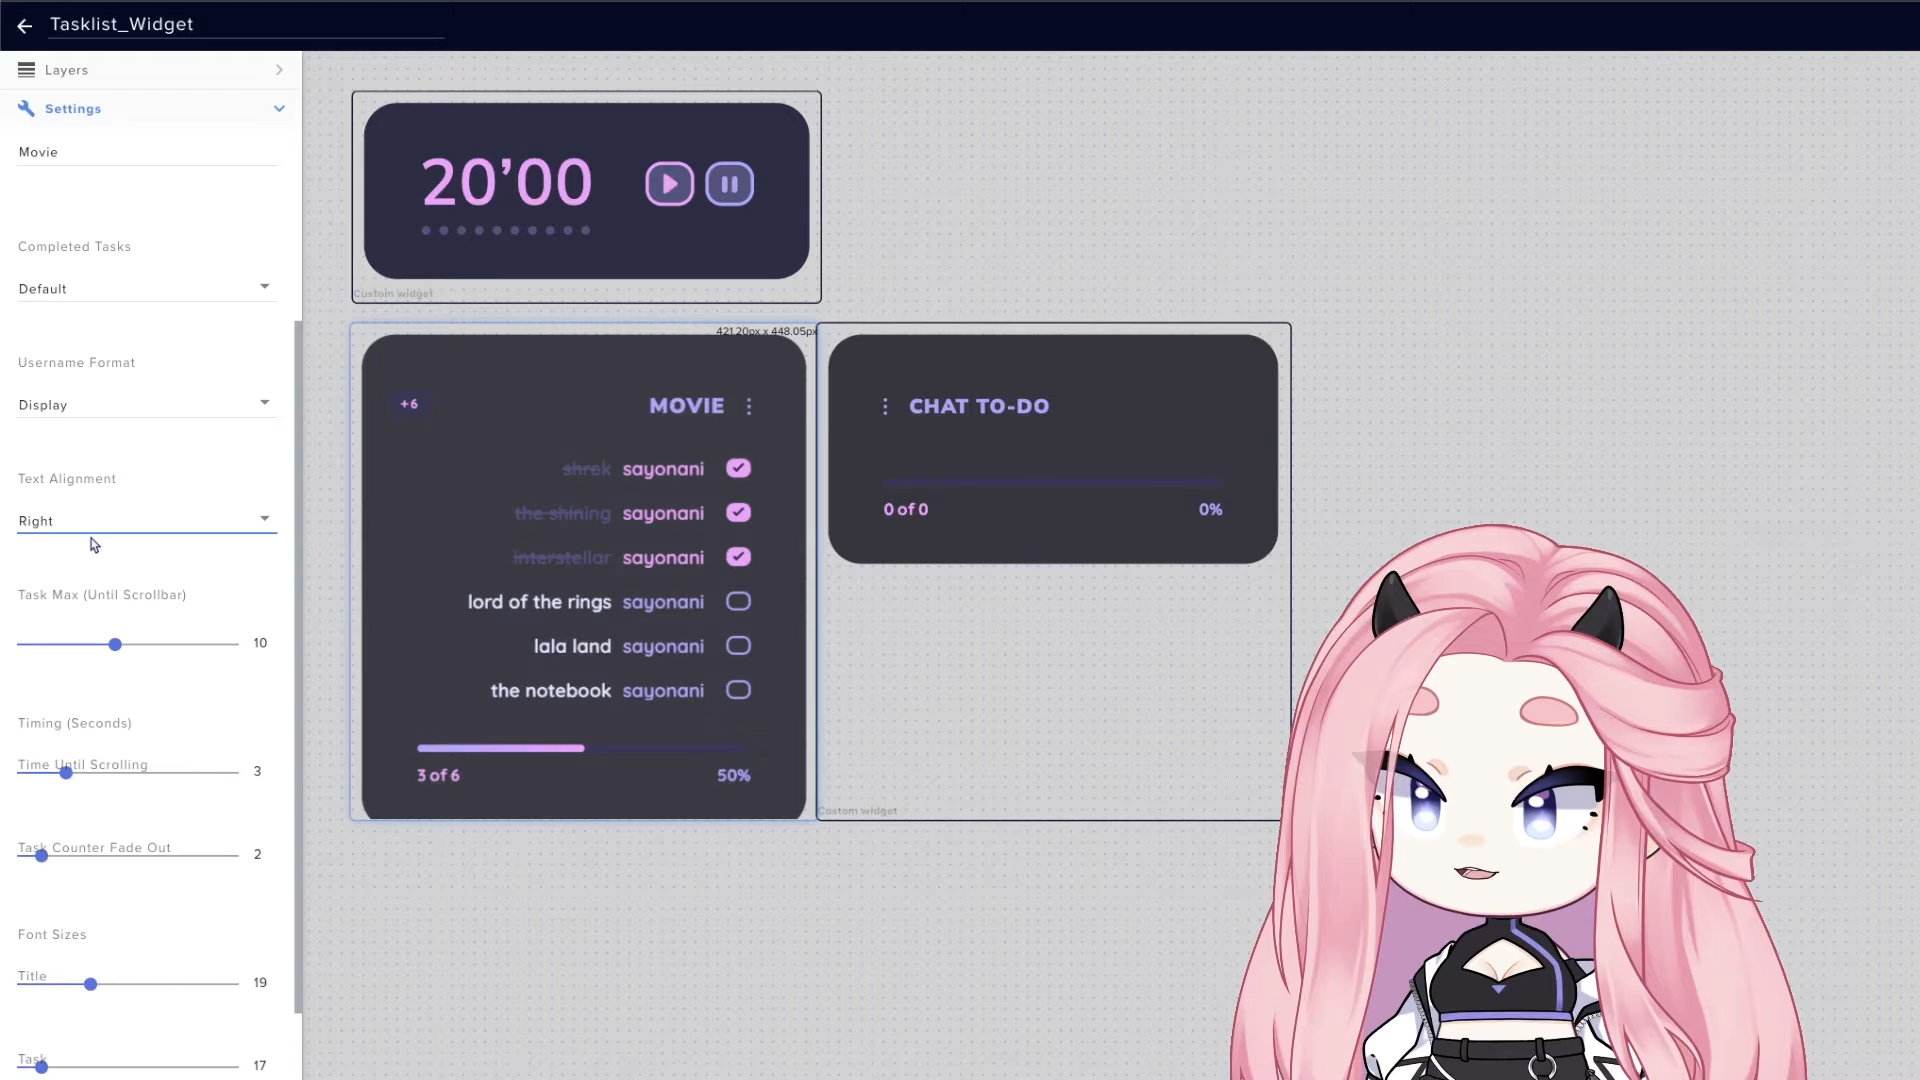 Tasklist_Widget
Layers
Settings
Movie
Completed Tasks
Default
Username Format
Display
Text Alignment
Right
Task Max (Until Scrollbar)
10
Timing (Seconds)
Time Until Scrolling
3
Task Counter Fade Out
2
Font Sizes
Title
19
Task
17
20’00
Custom widget
421.20px x 448.05px
+6
MOVIE
shrek sayonani
the shining sayonani
interstellar sayonani
lord of the rings sayonani
lala land sayonani
the notebook sayonani
3 of 6
50%
CHAT TO-DO
0 of 0
0%
Custom widget